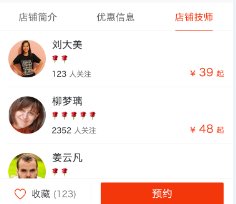 店铺简介 优惠信息 店铺技师
刘大美
123 人关注 ¥ 39 起
柳梦璃
2352 人关注 ¥ 48 起
姜云凡
收藏 (123) 预约